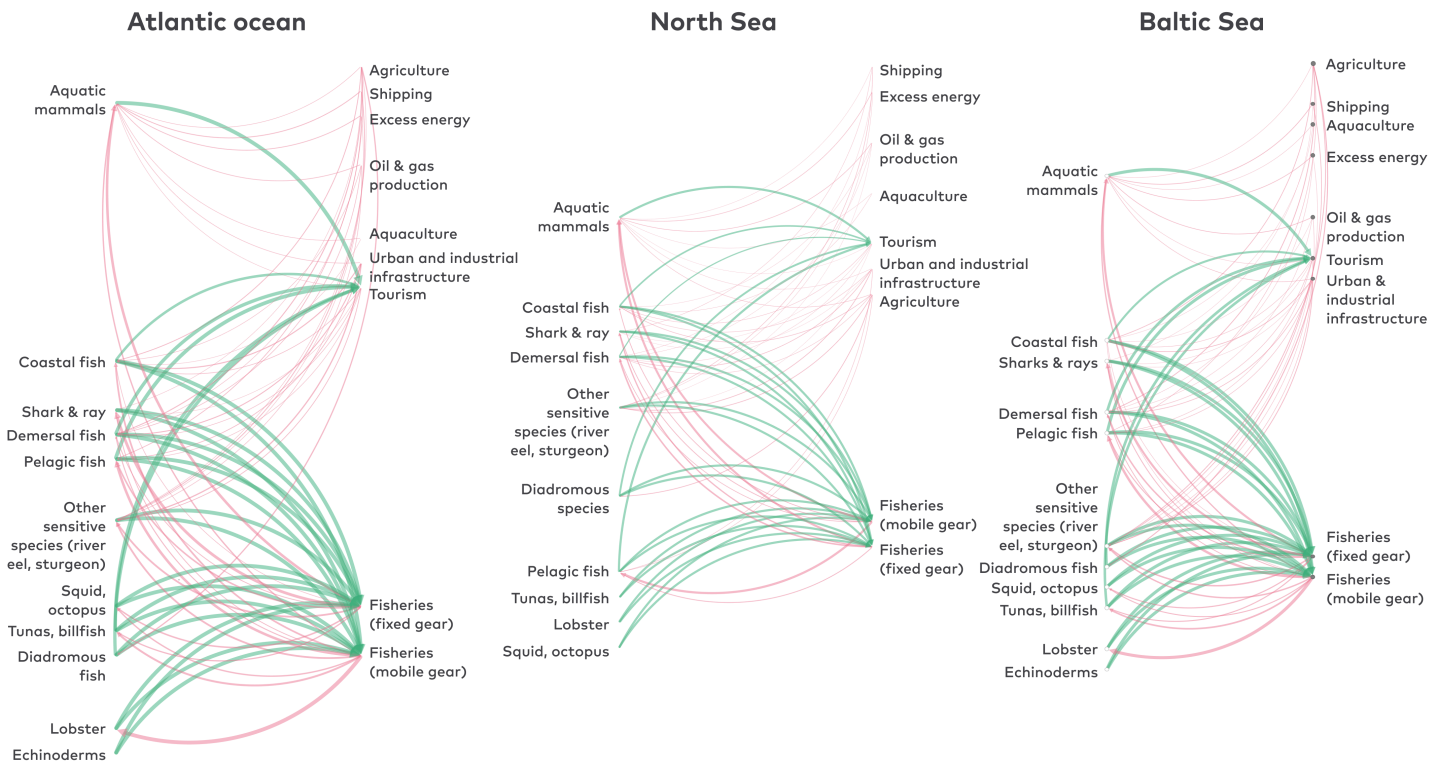 Atlantic ocean
Aquatic
mammals
Coastal fish
Shark & ray
Demersal fish
Pelagic fish
Other
sensitive
species (river
eel, sturgeon)
Squid,
octopus
Tunas, billfish
Diadromous
fish
Lobster
Echinoderms
Agriculture
Shipping
Excess energy
Oil & gas
production
Aquaculture
Urban and industrial
infrastructure
Tourism
Fisheries
(fixed gear)
Fisheries
(mobile gear)
North Sea
Aquatic
mammals
Coastal fish
Shark & ray
Demersal fish
Other
sensitive
species (river
eel, sturgeon)
Diadromous
species
Pelagic fish
Tunas, billfish
Lobster
Squid, octopus
Shipping
Excess energy
Oil & gas
production
Aquaculture
Tourism
Urban and industrial
infrastructure
Agriculture
Fisheries
(mobile gear)
Fisheries
(fixed gear)
Baltic Sea
Aquatic
mammals
Coastal fish
Sharks & rays
Demersal fish
Pelagic fish
Other
sensitive
species (river
eel, sturgeon)
Diadromous fish
Squid, octopus
Tunas, billfish
Lobster
Echinoderms
Agriculture
Shipping
Aquaculture
Excess energy
Oil & gas
production
Tourism
Urban &
industrial
infrastructure
Fisheries
(fixed gear)
Fisheries
(mobile gear)